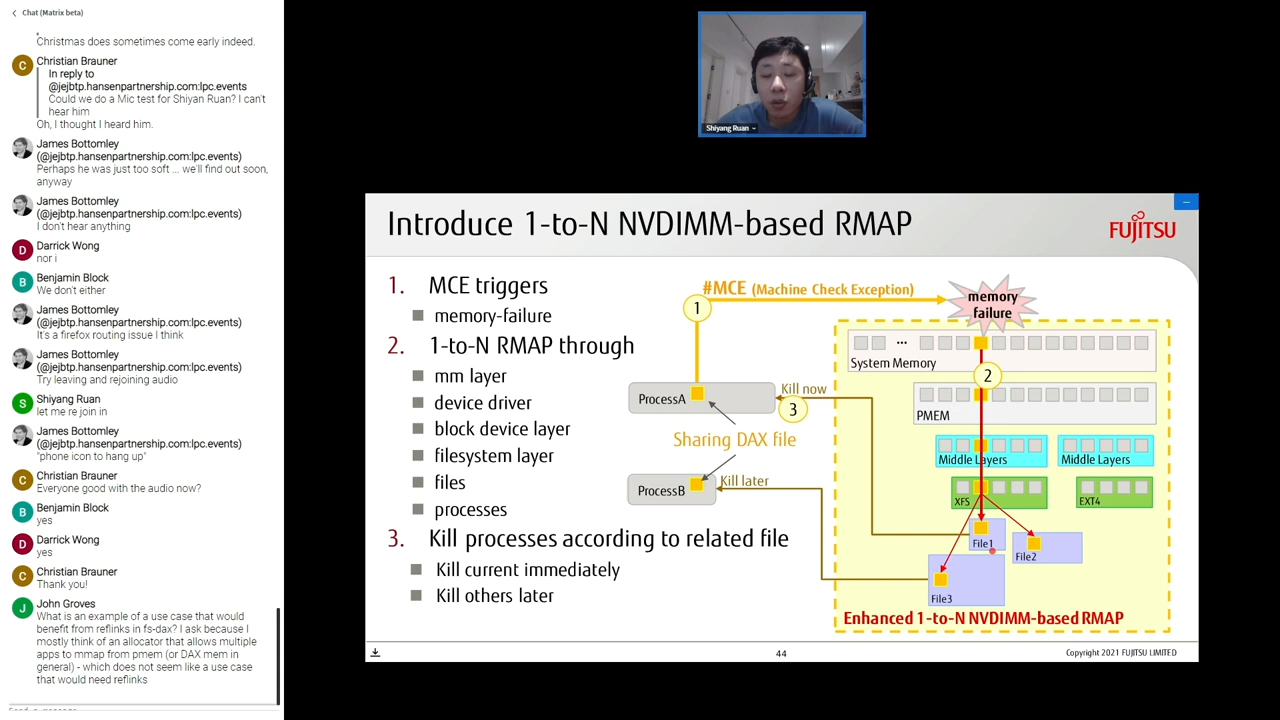 Chat (Matrix beta)
Christmas does sometimes come early indeed.
C
Christian Brauner
In reply to
@jejbtp.hansenpartnership.com:lpc.events
Could we do a Mic test for Shiyan Ruan? I can't
hear him
Oh, I thought I heard him.
James Bottomley
(@jejbtp.hansenpartnership.com:lpc.events)
Perhaps he was just too soft ... we'll find out soon,
anyway
James Bottomley
(@jejbtp.hansenpartnership.com:lpc.events)
I don't hear anything
D
Darrick Wong
nor i
B
Benjamin Block
We don't either
James Bottomley
(@jejbtp.hansenpartnership.com:lpc.events)
It's a firefox routing issue I think
James Bottomley
(@jejbtp.hansenpartnership.com:lpc.events)
Try leaving and rejoining audio
S
Shiyang Ruan
let me re join in
James Bottomley
(@jejbtp.hansenpartnership.com:lpc.events)
"phone icon to hang up"
C
Christian Brauner
Everyone good with the audio now?
B
Benjamin Block
yes
D
Darrick Wong
yes
C
Christian Brauner
Thank you!
J
John Groves
What is an example of a use case that would
benefit from reflinks in fs-dax? I ask because I
mostly think of an allocator that allows multiple
apps to mmap from pmem (or DAX mem in
general) - which does not seem like a use case
that would need reflinks
Shiyang Ruan
Introduce 1-to-N NVDIMM-based RMAP
FUJITSU
1. MCE triggers
memory-failure
2. 1-to-N RMAP through
mm layer
device driver
block device layer
filesystem layer
files
processes
3. Kill processes according to related file
Kill current immediately
Kill others later
#MCE (Machine Check Exception)
1
memory
failure
...
System Memory
2
ProcessA
Kill now
3
PMEM
Sharing DAX file
Middle Layers
Middle Layers
ProcessB
Kill later
XFS
EXT4
File1
File2
File3
Enhanced 1-to-N NVDIMM-based RMAP
44
Copyright 2021 FUJITSU LIMITED